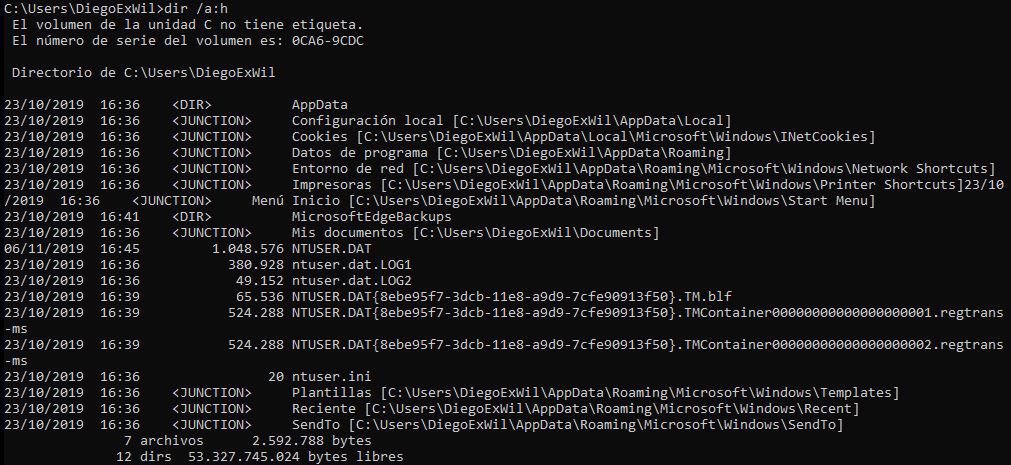 C:\Users\DiegoExWil>dir /a:h
El volumen de la unidad C no tiene etiqueta.
El número de serie del volumen es: 0CA6-9CDC
Directorio de C:\Users\DiegoExWil
23/10/2019  16:36    <DIR>          AppData
23/10/2019  16:36    <JUNCTION>     Configuración local [C:\Users\DiegoExWil\AppData\Local]
23/10/2019  16:36    <JUNCTION>     Cookies [C:\Users\DiegoExWil\AppData\Local\Microsoft\Windows\INetCookies]
23/10/2019  16:36    <JUNCTION>     Datos de programa [C:\Users\DiegoExWil\AppData\Roaming]
23/10/2019  16:36    <JUNCTION>     Entorno de red [C:\Users\DiegoExWil\AppData\Roaming\Microsoft\Windows\Network Shortcuts]
23/10/2019  16:36    <JUNCTION>     Impresoras [C:\Users\DiegoExWil\AppData\Roaming\Microsoft\Windows\Printer Shortcuts]23/10
/2019  16:36    <JUNCTION>     Menú Inicio [C:\Users\DiegoExWil\AppData\Roaming\Microsoft\Windows\Start Menu]
23/10/2019  16:41    <DIR>          MicrosoftEdgeBackups
23/10/2019  16:36    <JUNCTION>     Mis documentos [C:\Users\DiegoExWil\Documents]
06/11/2019  16:45         1.048.576 NTUSER.DAT
23/10/2019  16:36           380.928 ntuser.dat.LOG1
23/10/2019  16:36            49.152 ntuser.dat.LOG2
23/10/2019  16:39            65.536 NTUSER.DAT{8ebe95f7-3dcb-11e8-a9d9-7cfe90913f50}.TM.blf
23/10/2019  16:39           524.288 NTUSER.DAT{8ebe95f7-3dcb-11e8-a9d9-7cfe90913f50}.TMContainer00000000000000000001.regtrans
-ms
23/10/2019  16:39           524.288 NTUSER.DAT{8ebe95f7-3dcb-11e8-a9d9-7cfe90913f50}.TMContainer00000000000000000002.regtrans
-ms
23/10/2019  16:36                20 ntuser.ini
23/10/2019  16:36    <JUNCTION>     Plantillas [C:\Users\DiegoExWil\AppData\Roaming\Microsoft\Windows\Templates]
23/10/2019  16:36    <JUNCTION>     Reciente [C:\Users\DiegoExWil\AppData\Roaming\Microsoft\Windows\Recent]
23/10/2019  16:36    <JUNCTION>     SendTo [C:\Users\DiegoExWil\AppData\Roaming\Microsoft\Windows\SendTo]
7 archivos      2.592.788 bytes
12 dirs  53.327.745.024 bytes libres